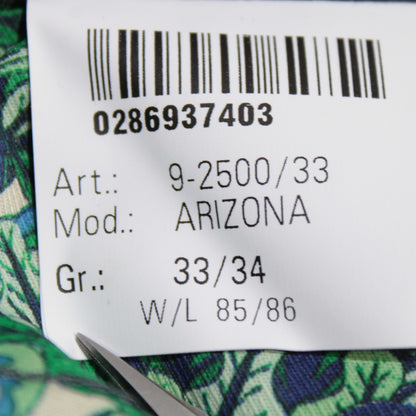 0286937403
Art.: 9-2500/33
Mod.: ARIZONA
Gr.: 33/34
W/L 85/86